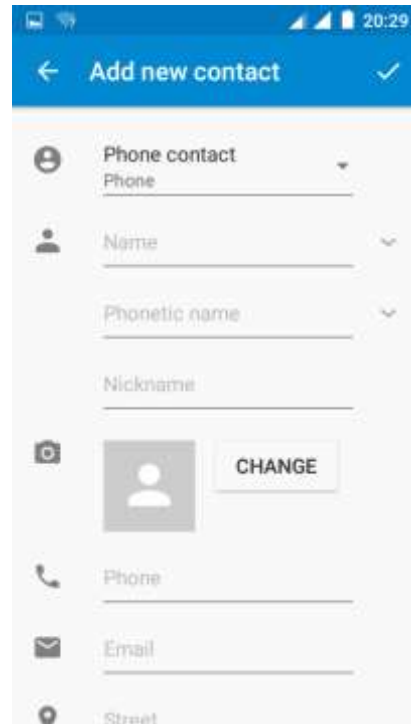 20:29
Add new contact
Phone contact
Phone
Name
Phonetic name
Nickname
CHANGE
Phone
Email
Street